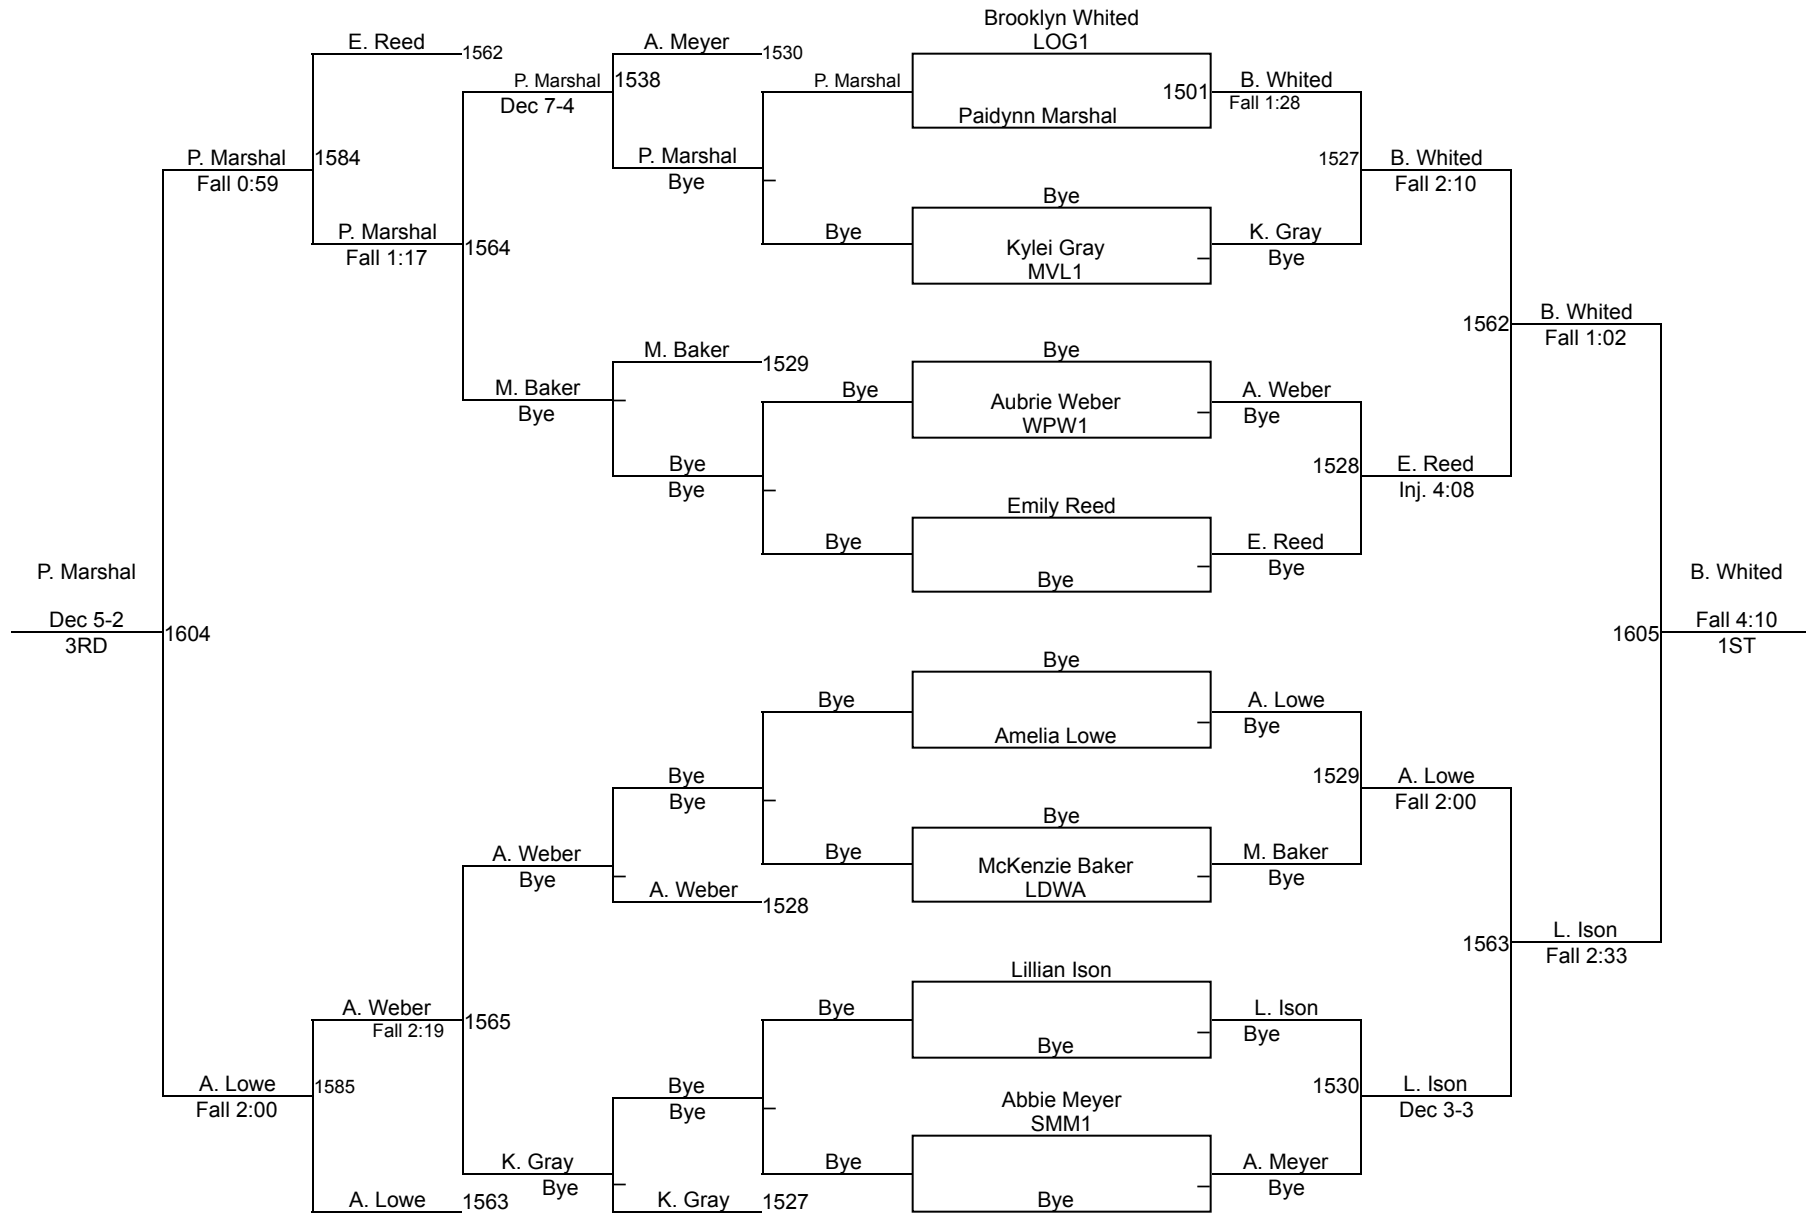 Brooklyn Whited
LOG1
E. Reed
1562
A. Meyer
1530
P. Marshal
1538
Dec 7-4
P. Marshal
1501
B. Whited
Fall 1:28
Paidynn Marshal
P. Marshal
Fall 0:59
1584
P. Marshal
Bye
1527
B. Whited
Fall 2:10
Bye
P. Marshal
Fall 1:17
1564
Bye
Kylei Gray
MVL1
K. Gray
Bye
1562
B. Whited
Fall 1:02
M. Baker
1529
Bye
M. Baker
Bye
Bye
Aubrie Weber
WPW1
A. Weber
Bye
Bye
Bye
1528
E. Reed
Inj. 4:08
Emily Reed
Bye
E. Reed
Bye
Bye
P. Marshal
Dec 5-2
3RD
1604
B. Whited
1605
Fall 4:10
1ST
Bye
Bye
A. Lowe
Bye
Amelia Lowe
Bye
Bye
1529
A. Lowe
Fall 2:00
Bye
A. Weber
Bye
Bye
McKenzie Baker
LDWA
M. Baker
Bye
A. Weber
1528
1563
L. Ison
Fall 2:33
Lillian Ison
A. Weber
Fall 2:19
1565
Bye
L. Ison
Bye
Bye
A. Lowe
Fall 2:00
1585
Bye
Bye
Abbie Meyer
SMM1
1530
L. Ison
Dec 3-3
K. Gray
Bye
Bye
A. Meyer
Bye
A. Lowe
1563
K. Gray
1527
Bye